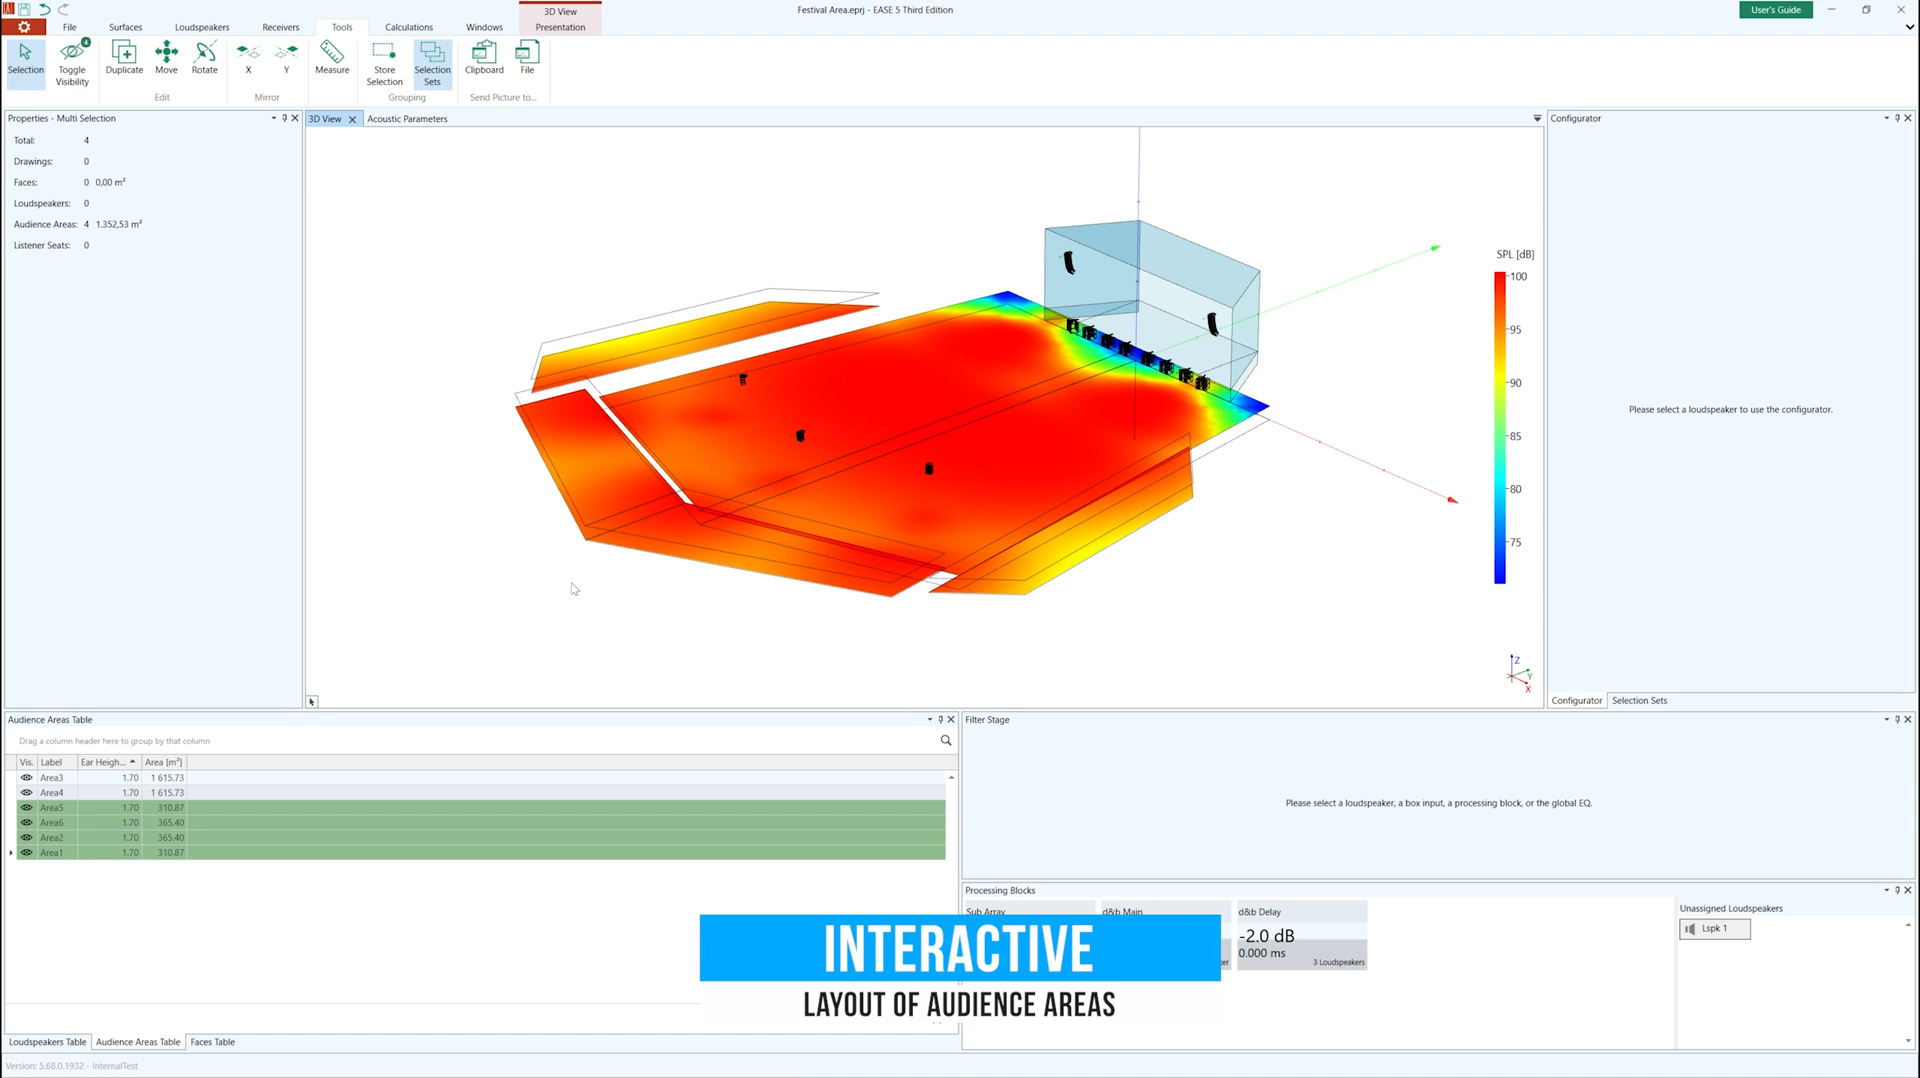 Festival Area.eprj - EASE 5 Third Edition
User's Guide
3D View
File
Surfaces
Loudspeakers
Receivers
Tools
Calculations
Windows
Presentation
Selection
Toggle Visibility
4
Duplicate
Move
Rotate
X
Y
Measure
Store Selection
Selection Sets
Clipboard
File
Edit
Mirror
Grouping
Send Picture to...
Properties - Multi Selection
Total: 4
Drawings: 0
Faces: 0 0,00 m²
Loudspeakers: 0
Audience Areas: 4 1.352,53 m²
Listener Seats: 0
3D View
Acoustic Parameters
SPL [dB]
100
95
90
85
80
75
Z
Y
X
Configurator
Please select a loudspeaker to use the configurator.
Configurator
Selection Sets
Audience Areas Table
Drag a column header here to group by that column
Vis. Label Ear Heigh... Area [m²]
Area3 1.70 1 615.73
Area4 1.70 1 615.73
Area5 1.70 310.87
Area6 1.70 365.40
Area2 1.70 365.40
Area1 1.70 310.87
Loudspeakers Table
Audience Areas Table
Faces Table
Filter Stage
Please select a loudspeaker, a box input, a processing block, or the global EQ.
Processing Blocks
Sub Array
d&b Main
d&b Delay
-2.0 dB
0.000 ms
3 Loudspeakers
Unassigned Loudspeakers
Lspk 1
INTERACTIVE
LAYOUT OF AUDIENCE AREAS
Version: 5.68.0.1932 - InternalTest